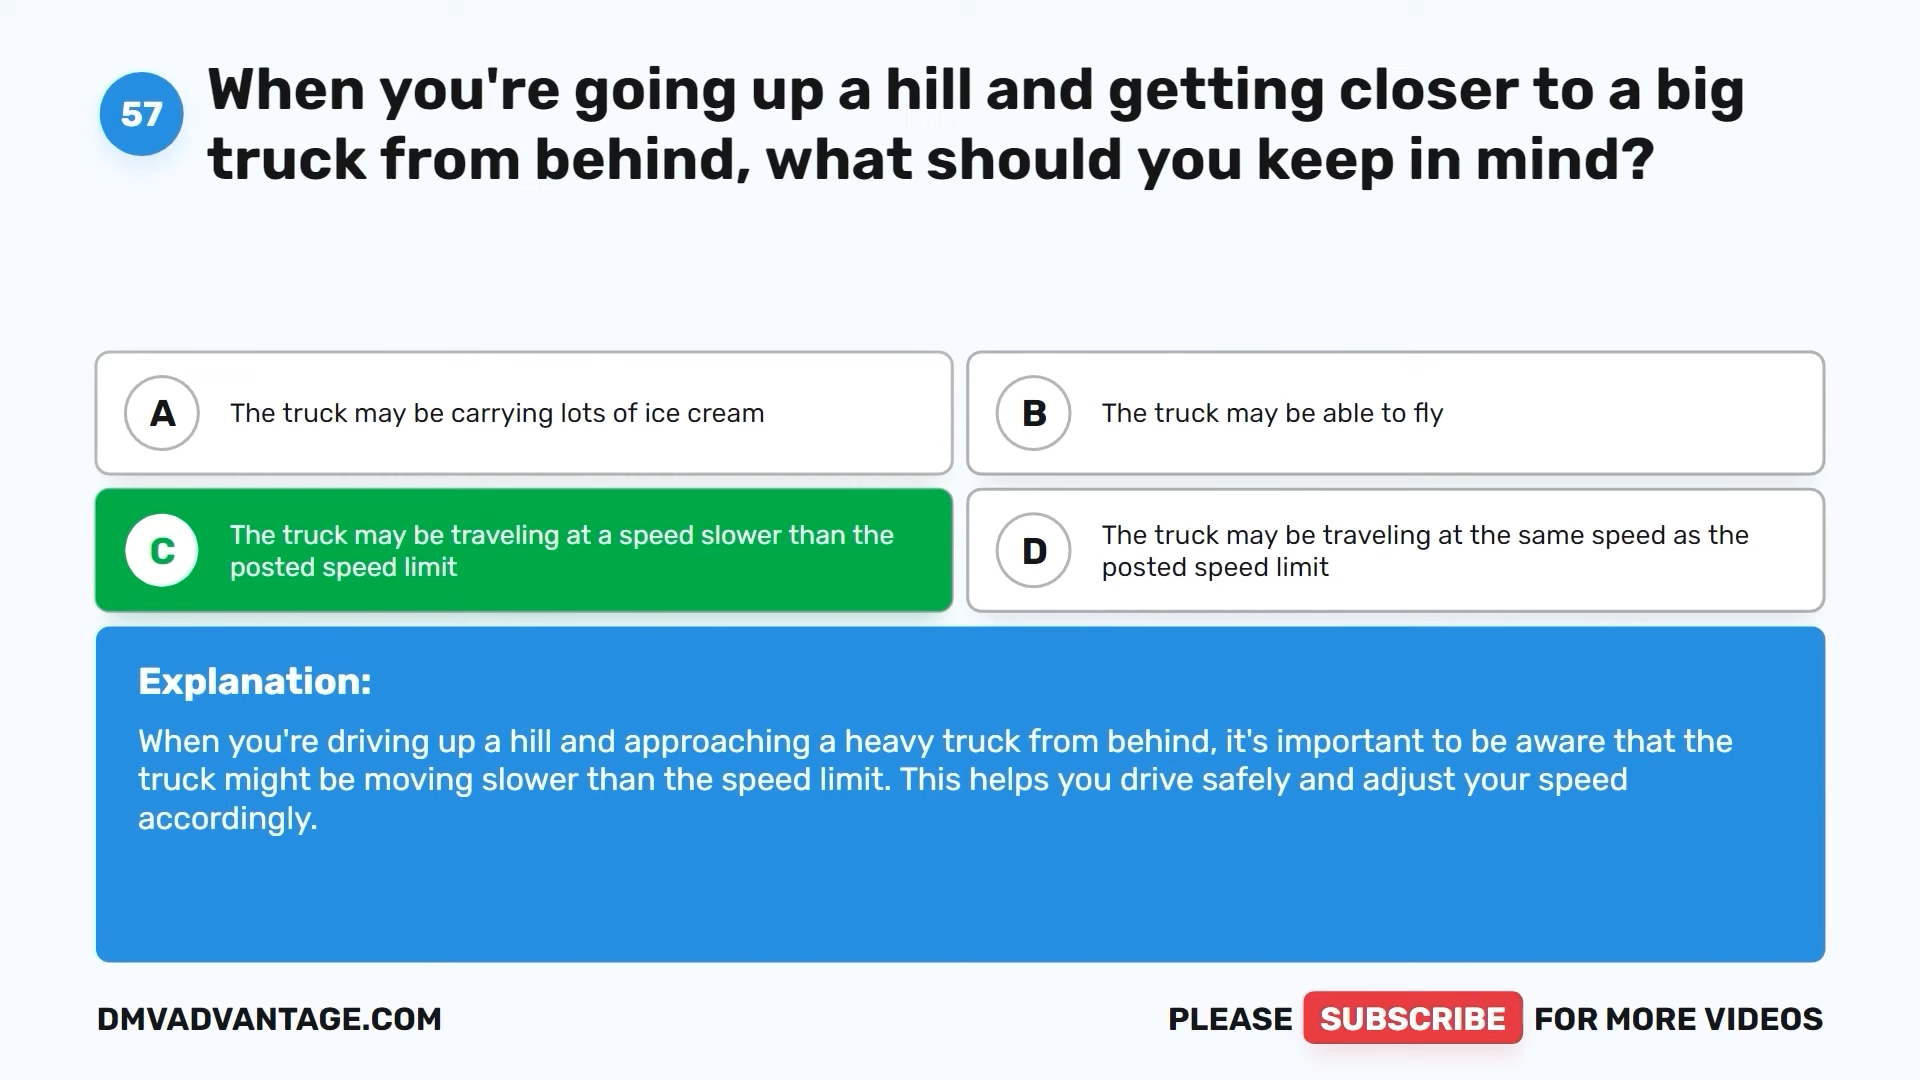 57
When you're going up a hill and getting closer to a big
truck from behind, what should you keep in mind?
A
The truck may be carrying lots of ice cream
B
The truck may be able to fly
C
The truck may be traveling at a speed slower than the
posted speed limit
D
The truck may be traveling at the same speed as the
posted speed limit
Explanation:
When you're driving up a hill and approaching a heavy truck from behind, it's important to be aware that the
truck might be moving slower than the speed limit. This helps you drive safely and adjust your speed
accordingly.
DMVADVANTAGE.COM
PLEASE SUBSCRIBE FOR MORE VIDEOS